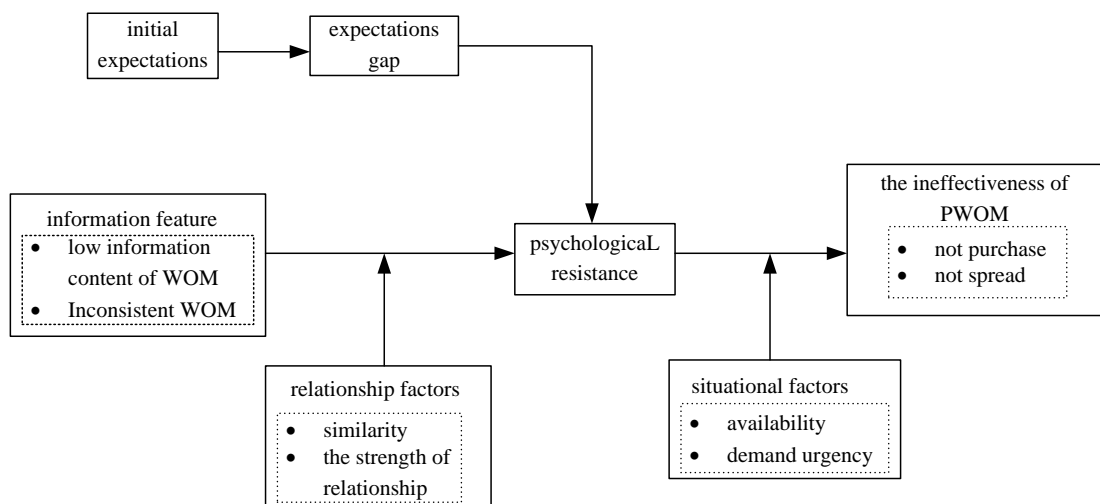 initial
expectations
expectations
gap
information feature
● low information
content of WOM
● Inconsistent WOM
psychologicaL
resistance
the ineffectiveness of
PWOM
● not purchase
● not spread
relationship factors
● similarity
● the strength of
relationship
situational factors
● availability
● demand urgency